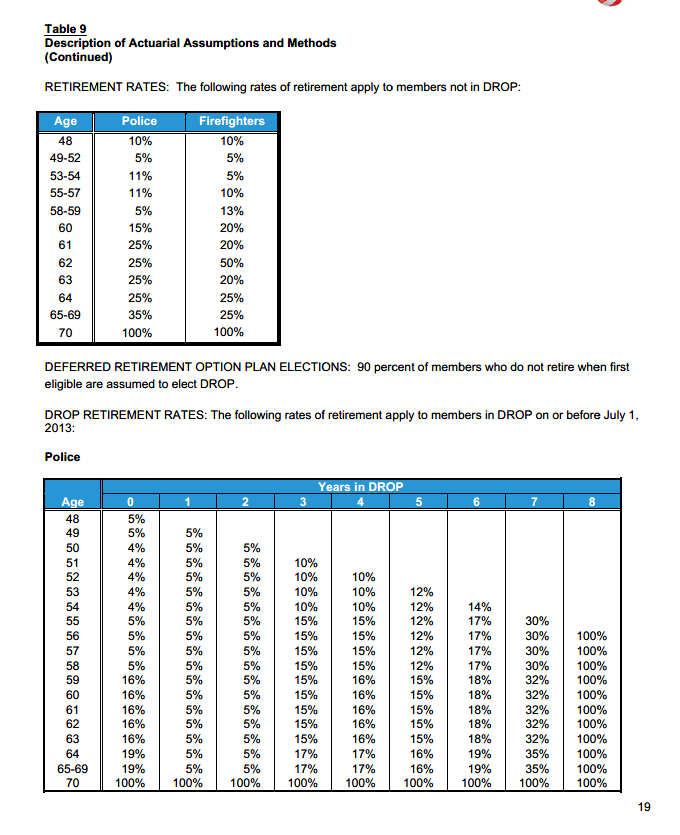 Table 9
Description of Actuarial Assumptions and Methods
(Continued)
RETIREMENT RATES: The following rates of retirement apply to members not in DROP:
Age Police Firefighters
48 10% 10%
49-52 5% 5%
53-54 11% 5%
55-57 11% 10%
58-59 5% 13%
60 15% 20%
61 25% 20%
62 25% 50%
63 25% 20%
64 25% 25%
65-69 35% 25%
70 100% 100%
DEFERRED RETIREMENT OPTION PLAN ELECTIONS: 90 percent of members who do not retire when first
eligible are assumed to elect DROP.
DROP RETIREMENT RATES: The following rates of retirement apply to members in DROP on or before July 1,
2013:
Police
Years in DROP
Age 0 1 2 3 4 5 6 7 8
48 5%
49 5% 5%
50 4% 5% 5%
51 4% 5% 5% 10%
52 4% 5% 5% 10% 10%
53 4% 5% 5% 10% 10% 12%
54 4% 5% 5% 10% 10% 12% 14%
55 5% 5% 5% 15% 15% 12% 17% 30%
56 5% 5% 5% 15% 15% 12% 17% 30% 100%
57 5% 5% 5% 15% 15% 12% 17% 30% 100%
58 5% 5% 5% 15% 15% 12% 17% 30% 100%
59 16% 5% 5% 15% 16% 15% 18% 32% 100%
60 16% 5% 5% 15% 16% 15% 18% 32% 100%
61 16% 5% 5% 15% 16% 15% 18% 32% 100%
62 16% 5% 5% 15% 16% 15% 18% 32% 100%
63 16% 5% 5% 15% 16% 15% 18% 32% 100%
64 19% 5% 5% 17% 17% 16% 19% 35% 100%
65-69 19% 5% 5% 17% 17% 16% 19% 35% 100%
70 100% 100% 100% 100% 100% 100% 100% 100% 100%
19